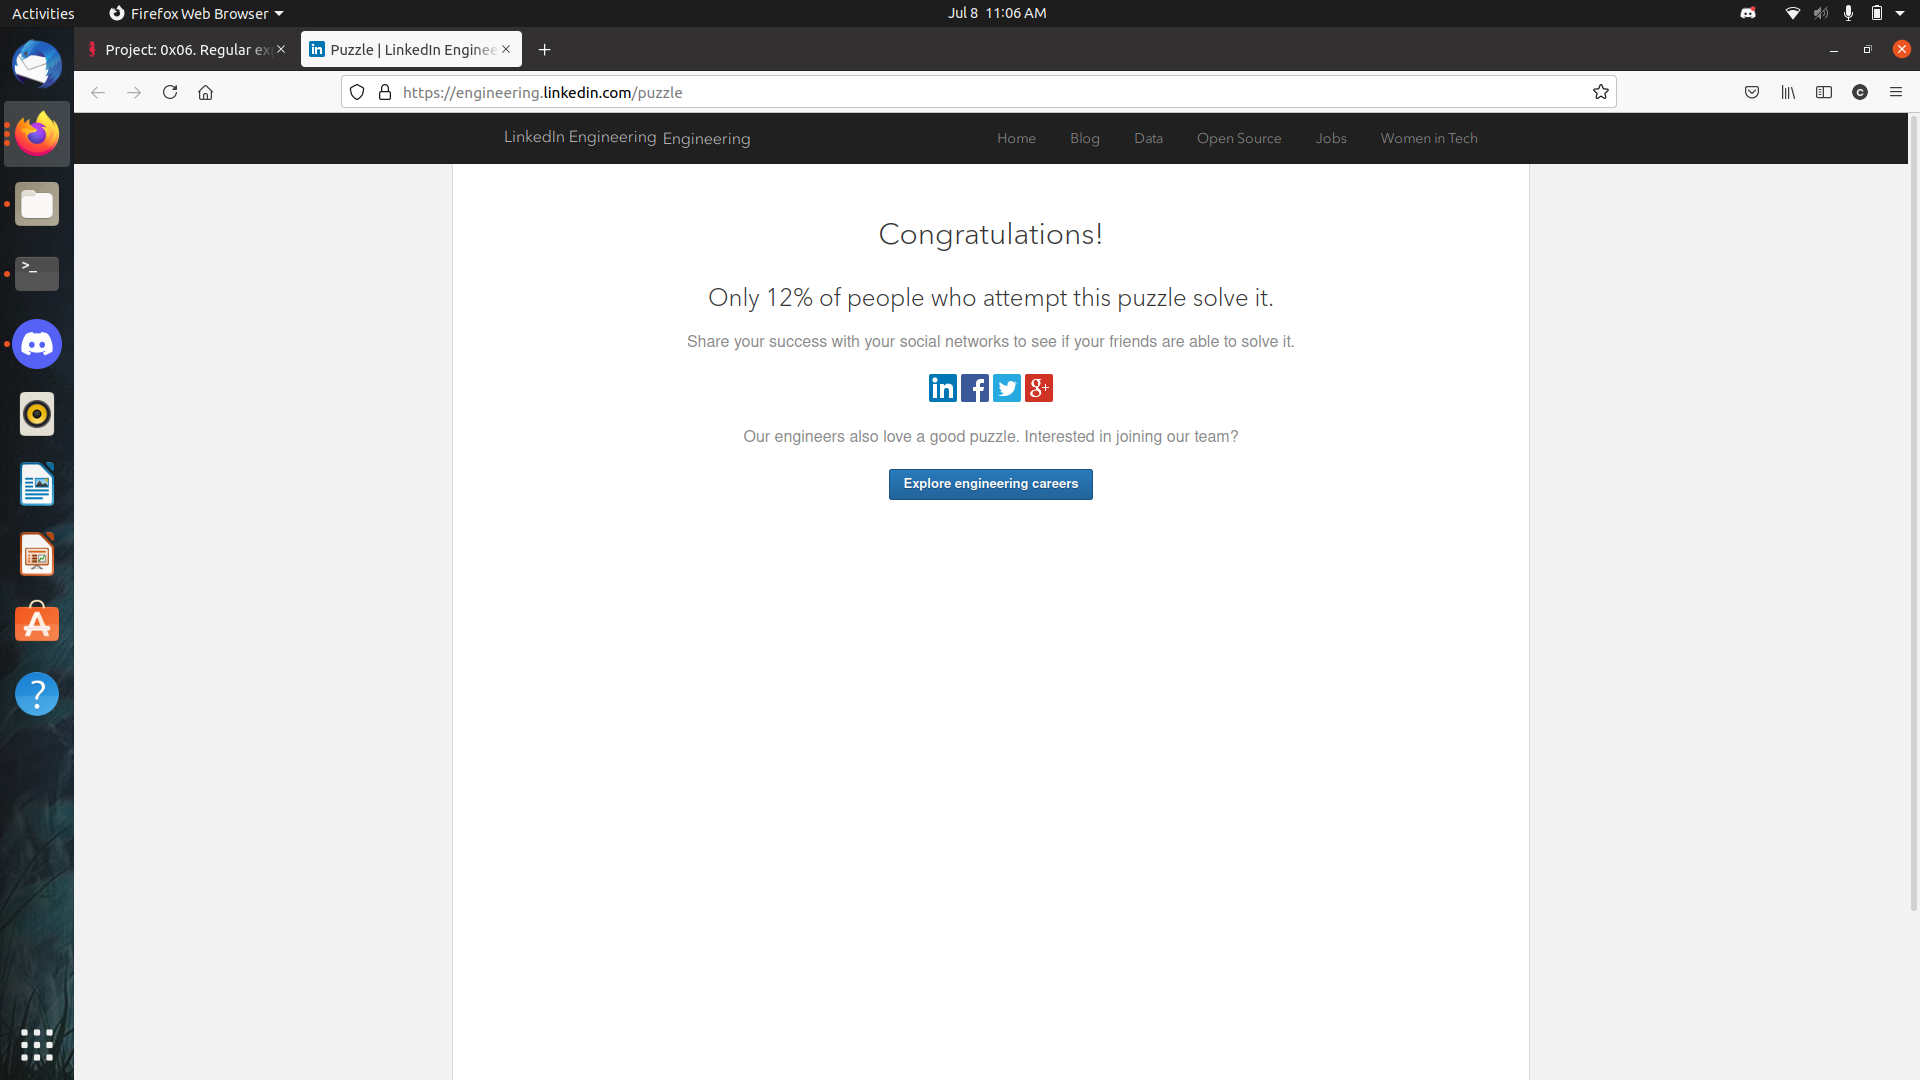 Activities
Firefox Web Browser
Jul 8 11:06 AM
Project: 0x06. Regular ex
Puzzle | LinkedIn Enginee
https://engineering.linkedin.com/puzzle
C
LinkedIn Engineering Engineering
Home Blog Data Open Source Jobs Women in Tech
Congratulations!
Only 12% of people who attempt this puzzle solve it.
Share your success with your social networks to see if your friends are able to solve it.
in f g+
Our engineers also love a good puzzle. Interested in joining our team?
Explore engineering careers
>_
?